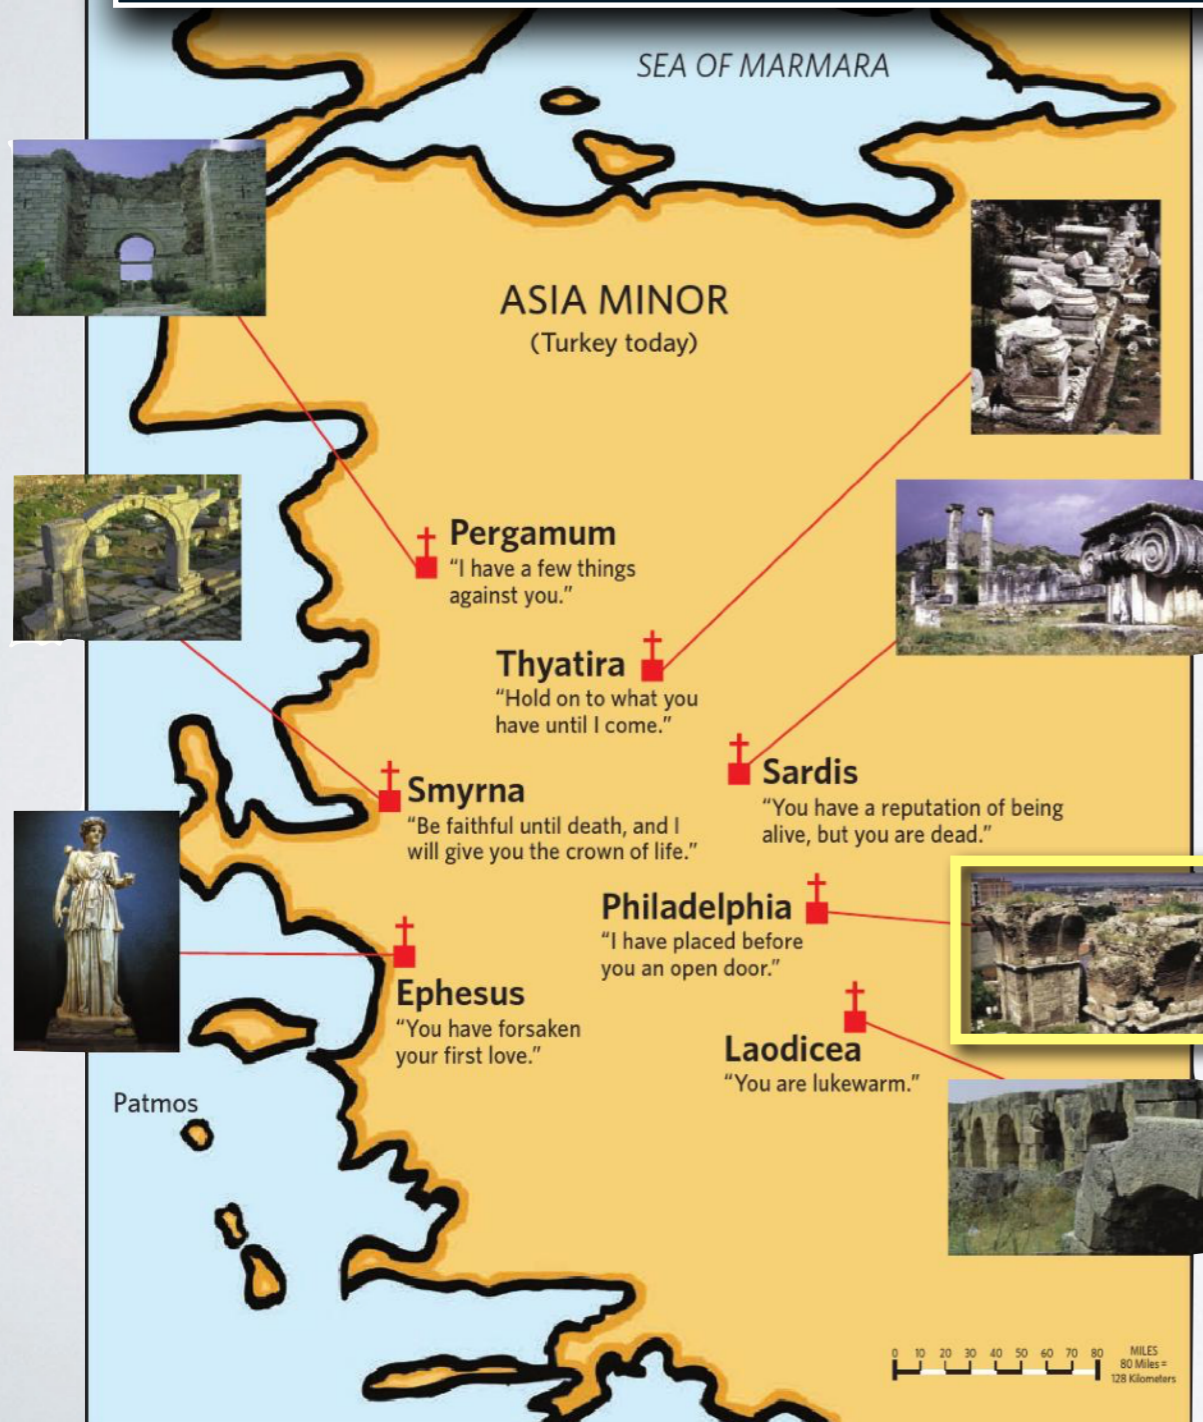 SEA OF MARMARA
ASIA MINOR
(Turkey today)
Pergamum
“I have a few things
against you.”
Thyatira
“Hold on to what you
have until I come.”
Sardis
“You have a reputation of being
alive, but you are dead.”
Smyrna
“Be faithful until death, and I
will give you the crown of life.”
Philadelphia
“I have placed before
you an open door.”
Ephesus
“You have forsaken
your first love.”
Laodicea
“You are lukewarm.”
Patmos
0 10 20 30 40 50 60 70 80
MILES
80 Miles =
128 Kilometers